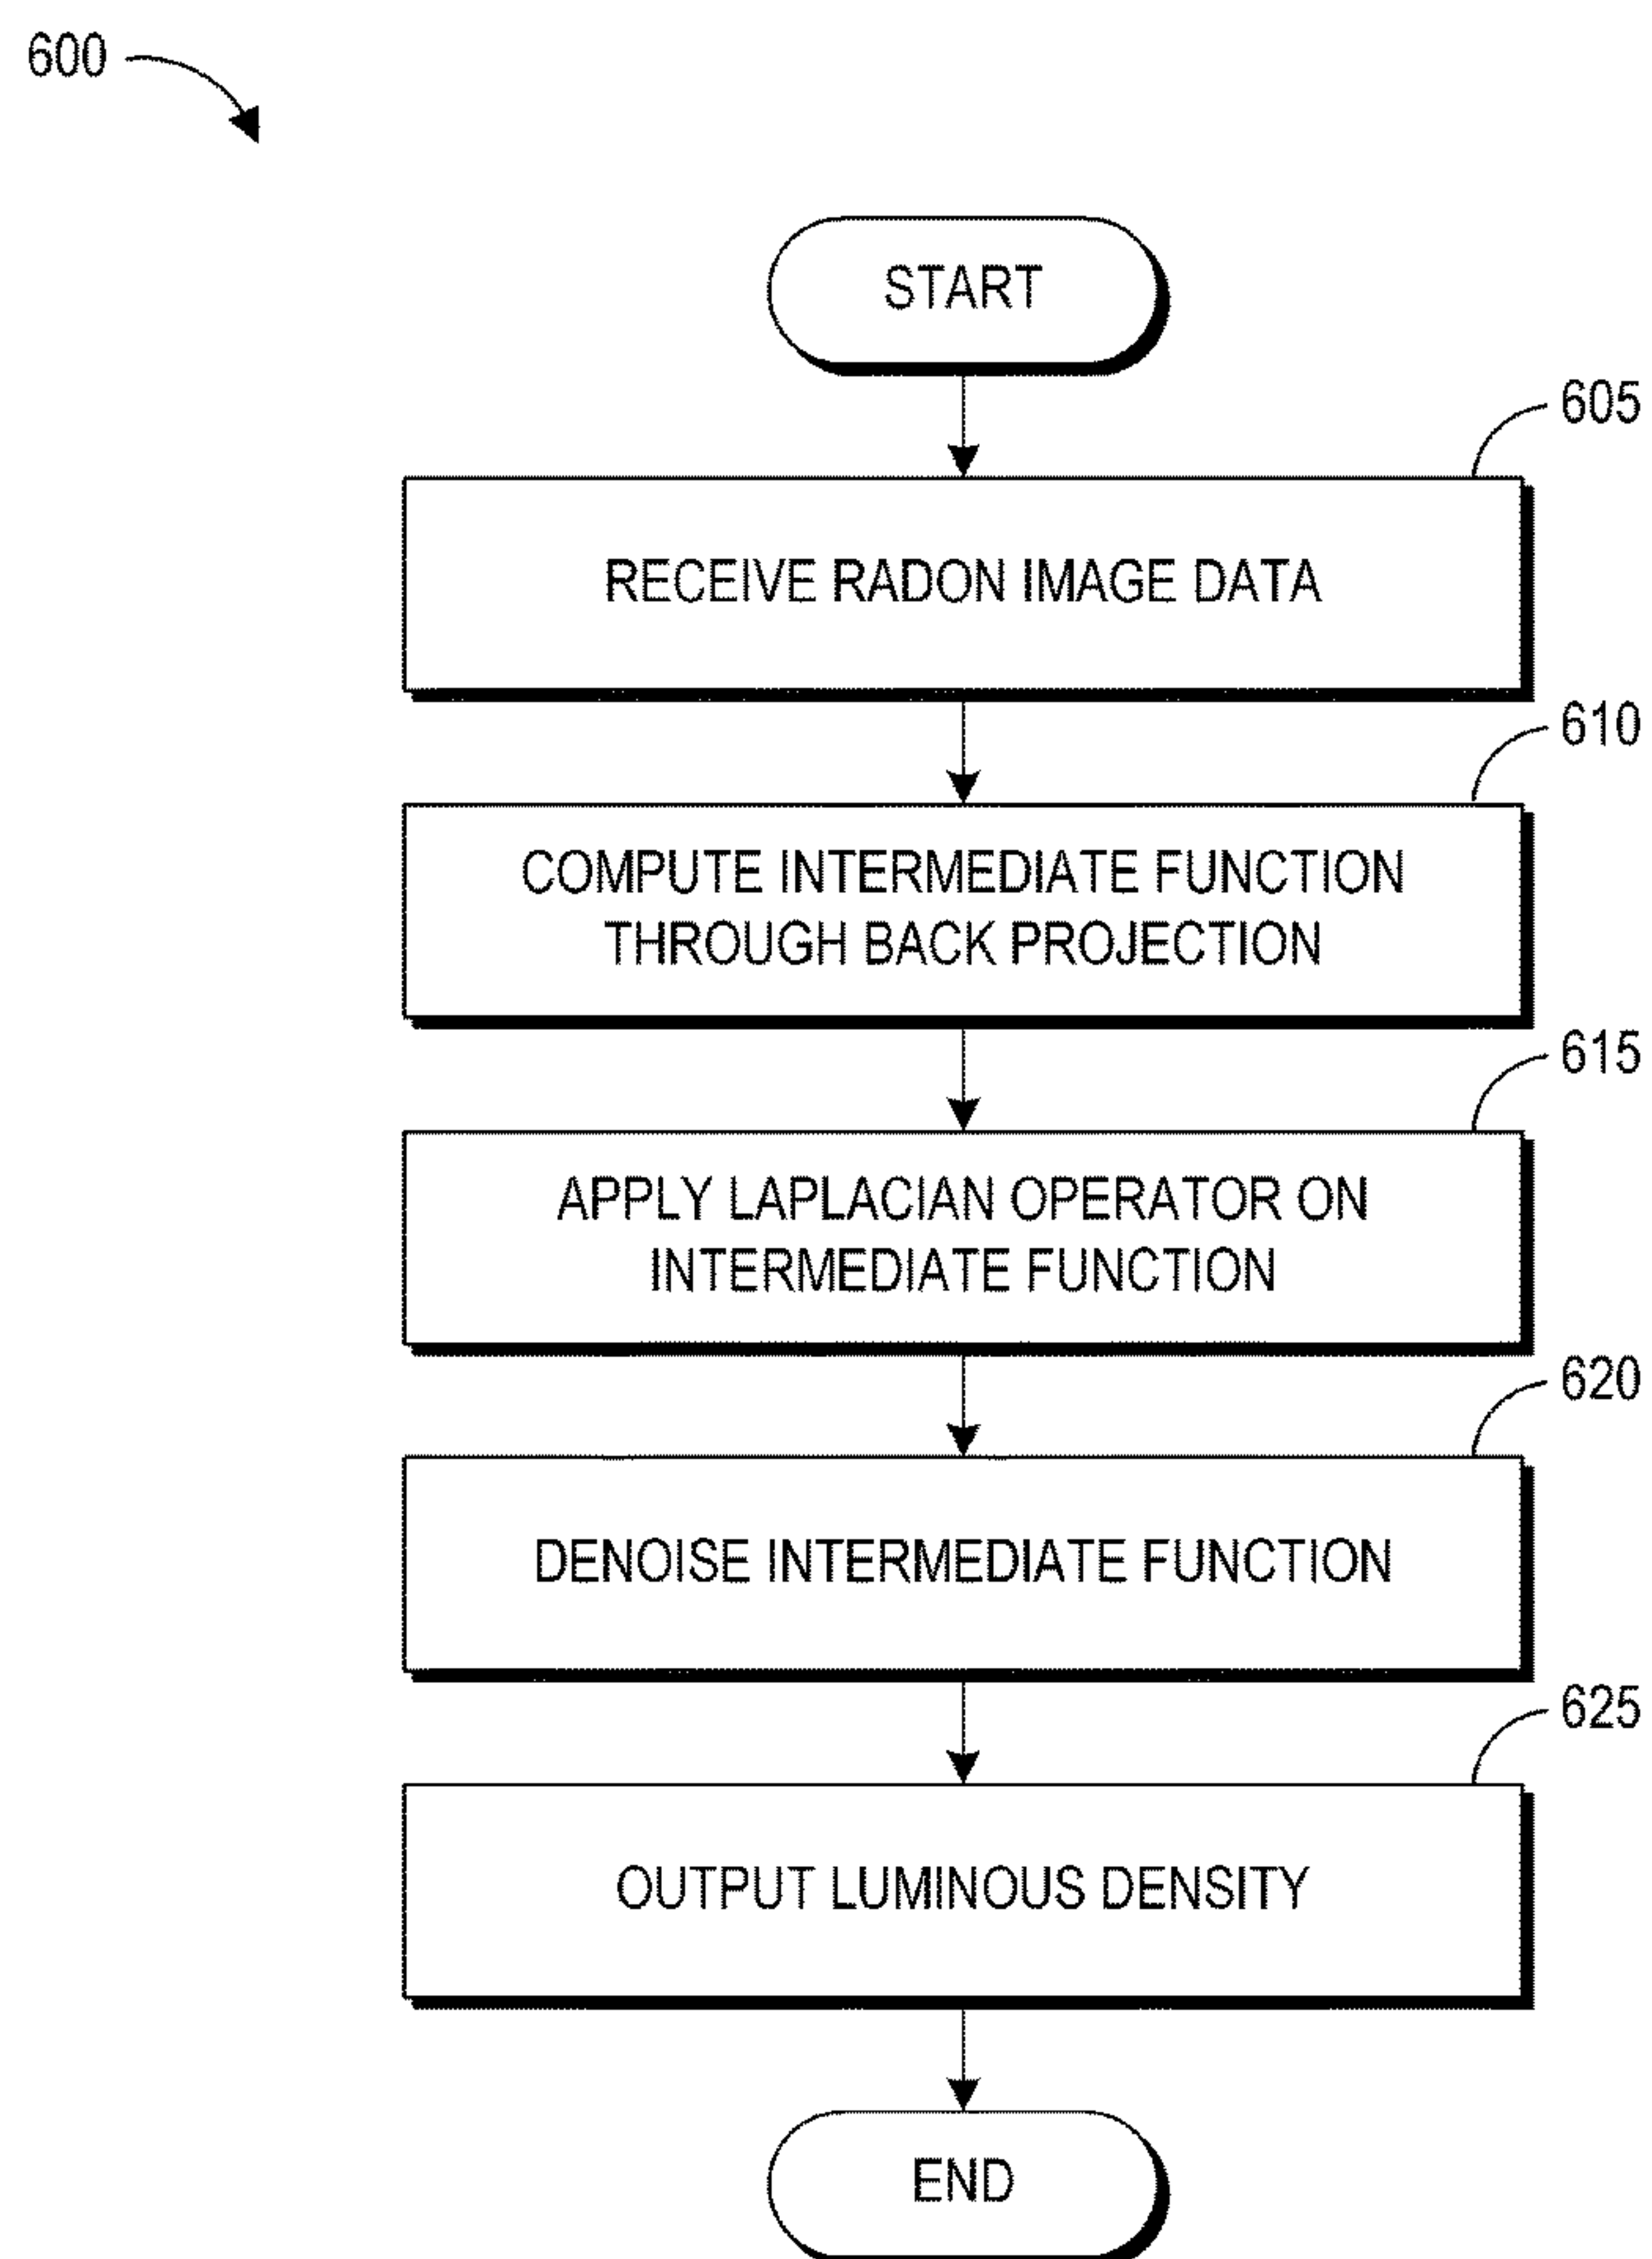 600
START
605
RECEIVE RADON IMAGE DATA
610
COMPUTE INTERMEDIATE FUNCTION
THROUGH BACK PROJECTION
615
APPLY LAPLACIAN OPERATOR ON
INTERMEDIATE FUNCTION
620
DENOISE INTERMEDIATE FUNCTION
625
OUTPUT LUMINOUS DENSITY
END